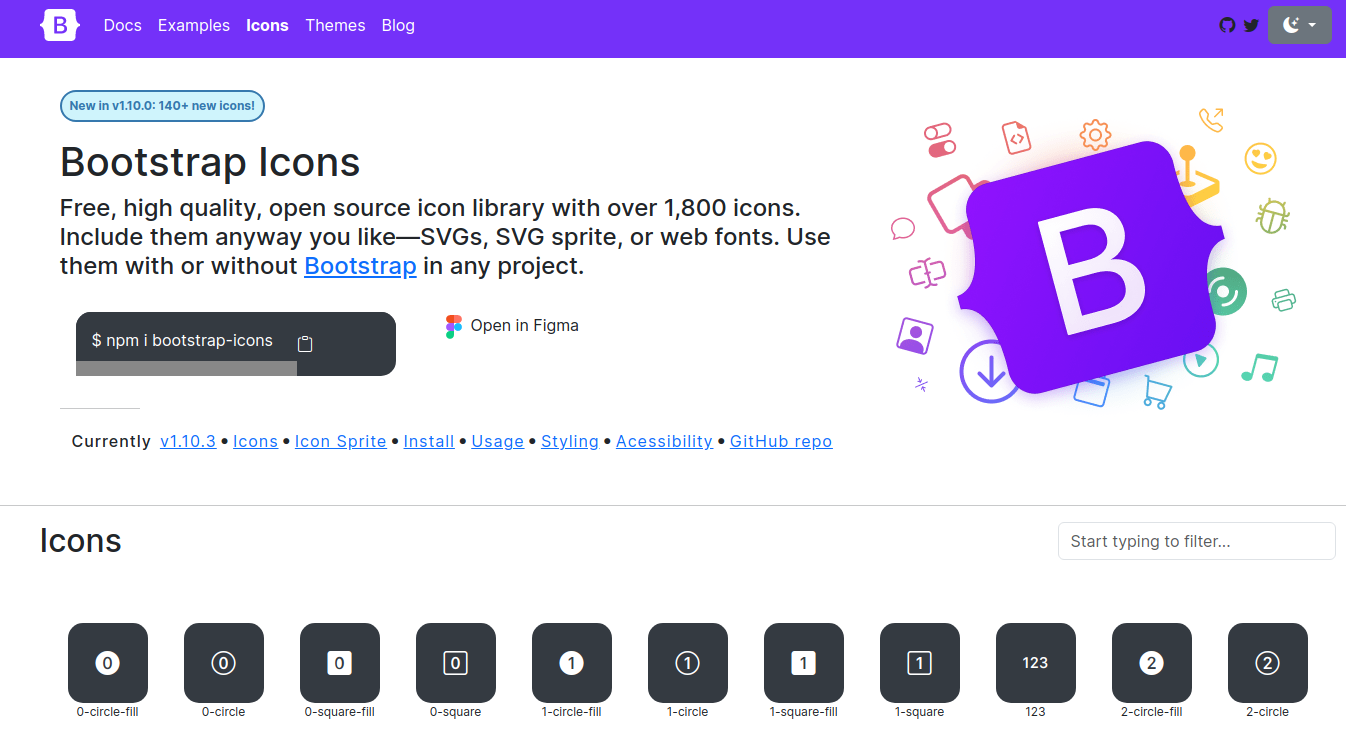 B Docs Examples Icons Themes Blog
New in v1.10.0: 140+ new icons!
Bootstrap Icons
Free, high quality, open source icon library with over 1,800 icons.
Include them anyway you like—SVGs, SVG sprite, or web fonts. Use
them with or without Bootstrap in any project.
$ npm i bootstrap-icons
Open in Figma
B
Currently v1.10.3 • Icons • Icon Sprite • Install • Usage • Styling • Acessibility • GitHub repo
Icons
Start typing to filter...
0 0 0 0 1 1 1 1 123 2 2
0-circle-fill 0-circle 0-square-fill 0-square 1-circle-fill 1-circle 1-square-fill 1-square 123 2-circle-fill 2-circle